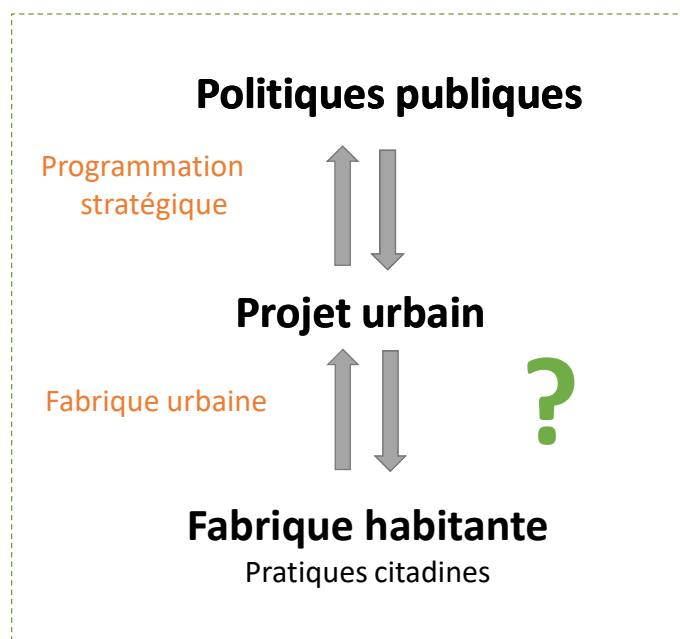 Politiques publiques
Programmation
stratégique
Projet urbain
Fabrique urbaine
?
Fabrique habitante
Pratiques citadines